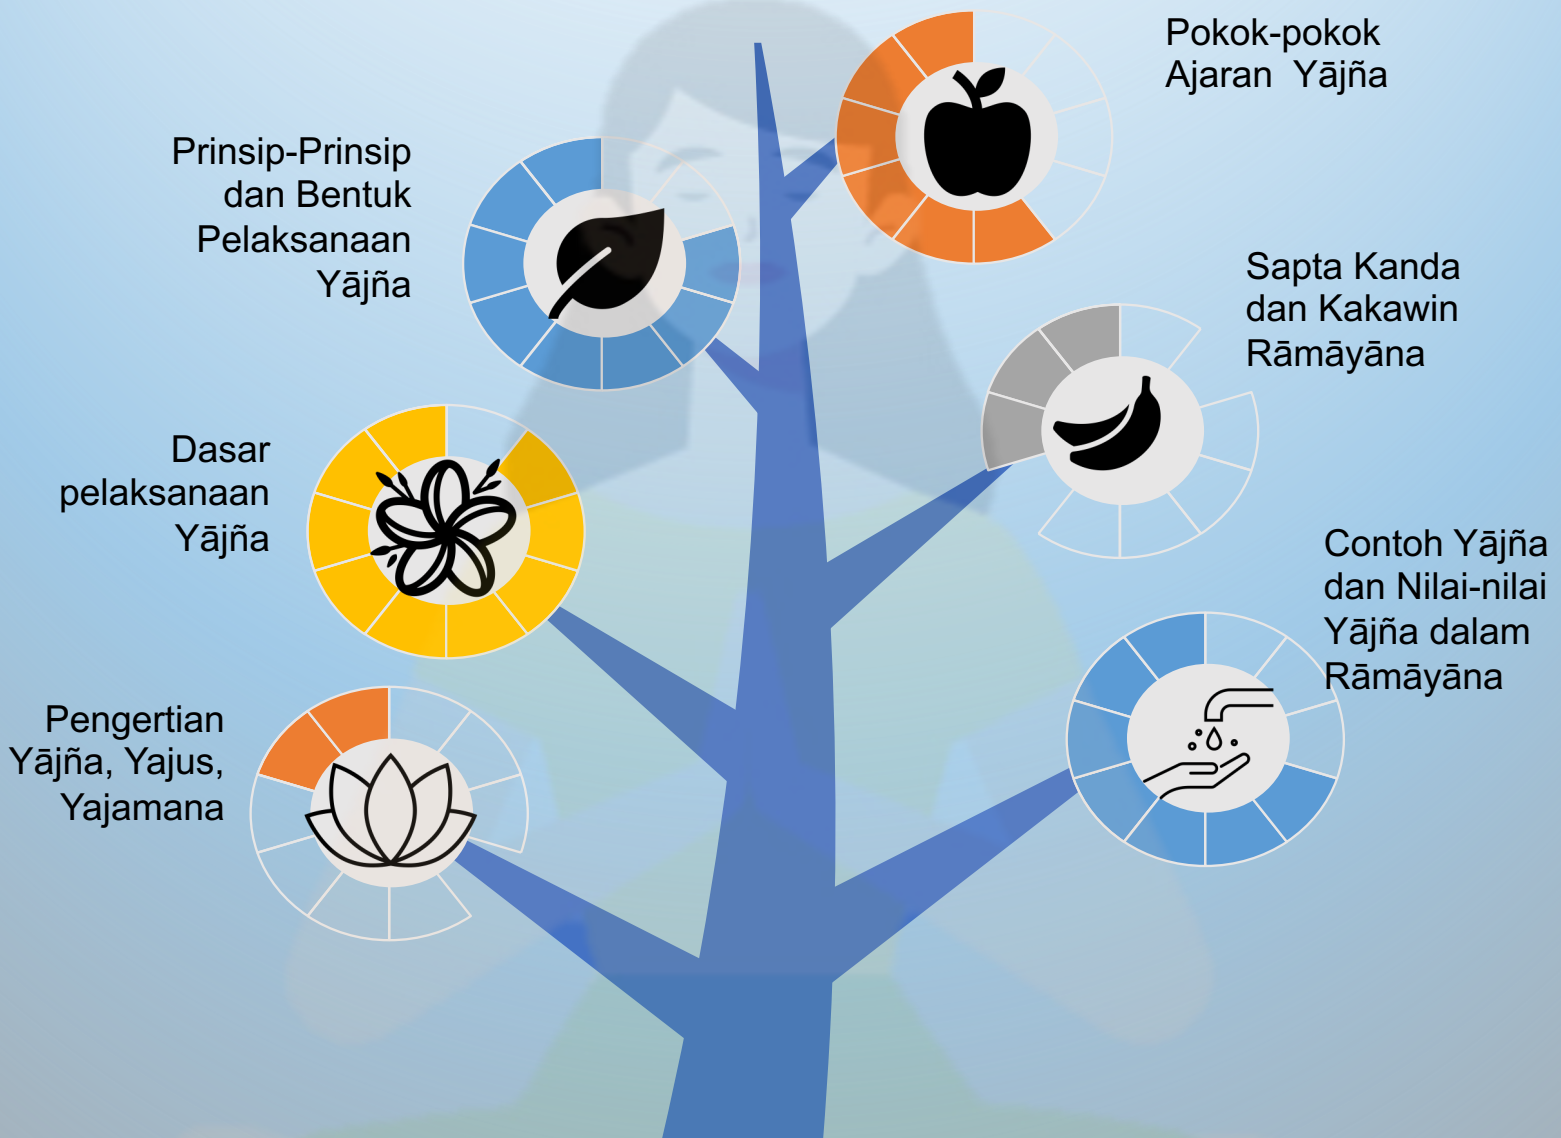 Pokok-pokok
Ajaran  Yājña
Prinsip-Prinsip
dan Bentuk
Pelaksanaan
Yājña
Sapta Kanda
dan Kakawin
Rāmāyāna
Dasar
pelaksanaan
Yājña
Contoh Yājña
dan Nilai-nilai
Yājña dalam
Rāmāyāna
Pengertian
Yājña, Yajus,
Yajamana